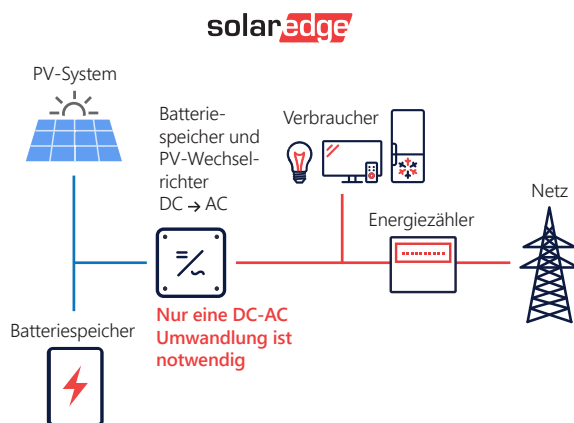 solaredge
PV-System
Batterie-
speicher und
PV-Wechsel-
richter
DC → AC
Verbraucher
Energiezähler
Netz
Nur eine DC-AC
Umwandlung ist
notwendig
Batteriespeicher